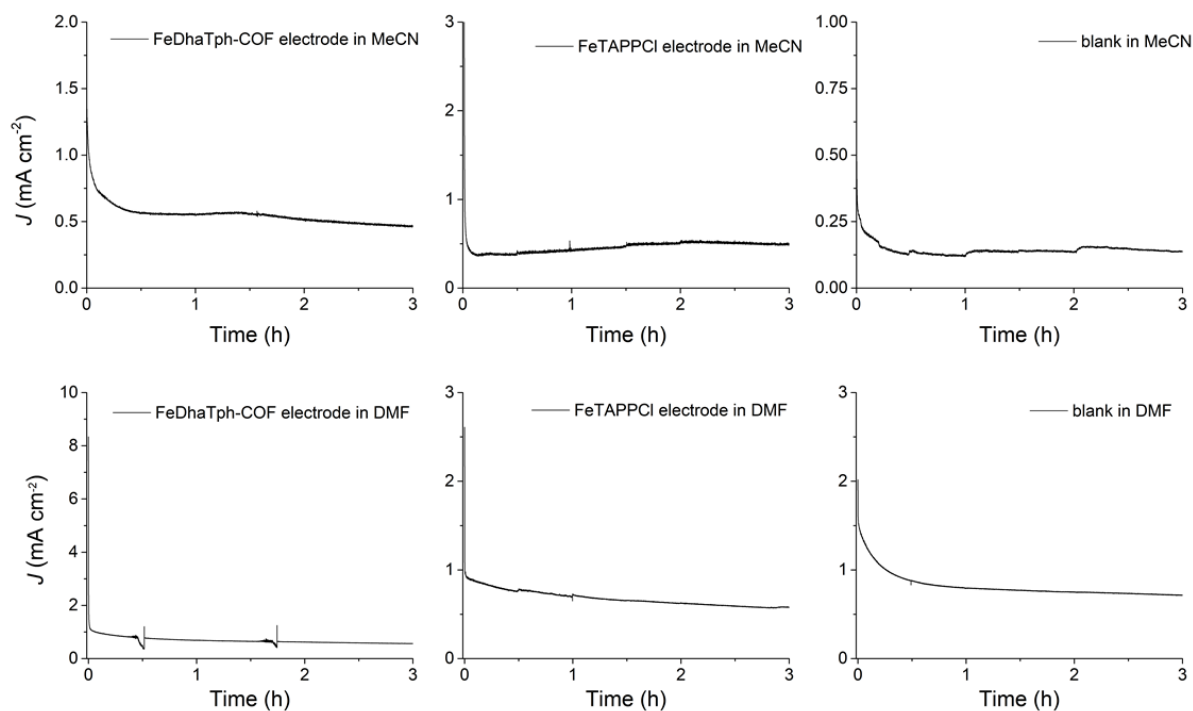 2.0
FeDhaTph-COF electrode in MeCN
1.5
1.0
0.5
0.0
0 1 2 3
J (mA cm⁻²)
Time (h)
3
FeTAPPCl electrode in MeCN
2
1
0
0 1 2 3
Time (h)
1.00
blank in MeCN
0.75
0.50
0.25
0.00
0 1 2 3
Time (h)
10
FeDhaTph-COF electrode in DMF
8
6
4
2
0
0 1 2 3
J (mA cm⁻²)
Time (h)
3
FeTAPPCl electrode in DMF
2
1
0
0 1 2 3
Time (h)
3
blank in DMF
2
1
0
0 1 2 3
Time (h)